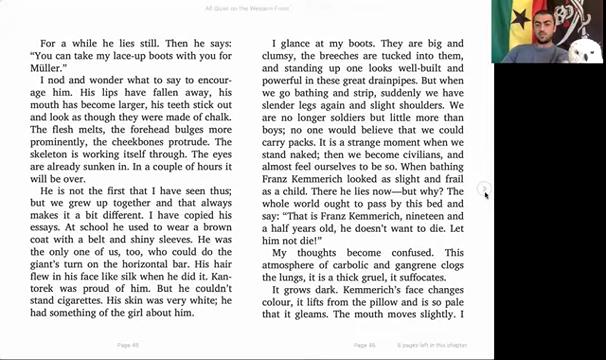 All Quiet on the Western Front
For a while he lies still. Then he says:
“You can take my lace-up boots with you for
Müller.”
I nod and wonder what to say to encour-
age him. His lips have fallen away, his
mouth has become larger, his teeth stick out
and look as though they were made of chalk.
The flesh melts, the forehead bulges more
prominently, the cheekbones protrude. The
skeleton is working itself through. The eyes
are already sunken in. In a couple of hours it
will be over.
He is not the first that I have seen thus;
but we grew up together and that always
makes it a bit different. I have copied his
essays. At school he used to wear a brown
coat with a belt and shiny sleeves. He was
the only one of us, too, who could do the
giant’s turn on the horizontal bar. His hair
flew in his face like silk when he did it. Kan-
torek was proud of him. But he couldn’t
stand cigarettes. His skin was very white; he
had something of the girl about him.
I glance at my boots. They are big and
clumsy, the breeches are tucked into them,
and standing up one looks well-built and
powerful in these great drainpipes. But when
we go bathing and strip, suddenly we have
slender legs again and slight shoulders. We
are no longer soldiers but little more than
boys; no one would believe that we could
carry packs. It is a strange moment when we
stand naked; then we become civilians, and
almost feel ourselves to be so. When bathing
Franz Kemmerich looked as slight and frail
as a child. There he lies now—but why? The
whole world ought to pass by this bed and
say: “That is Franz Kemmerich, nineteen and
a half years old, he doesn’t want to die. Let
him not die!”
My thoughts become confused. This
atmosphere of carbolic and gangrene clogs
the lungs, it is a thick gruel, it suffocates.
It grows dark. Kemmerich’s face changes
colour, it lifts from the pillow and is so pale
that it gleams. The mouth moves slightly. I
Page 45
Page 46
6 pages left in this chapter